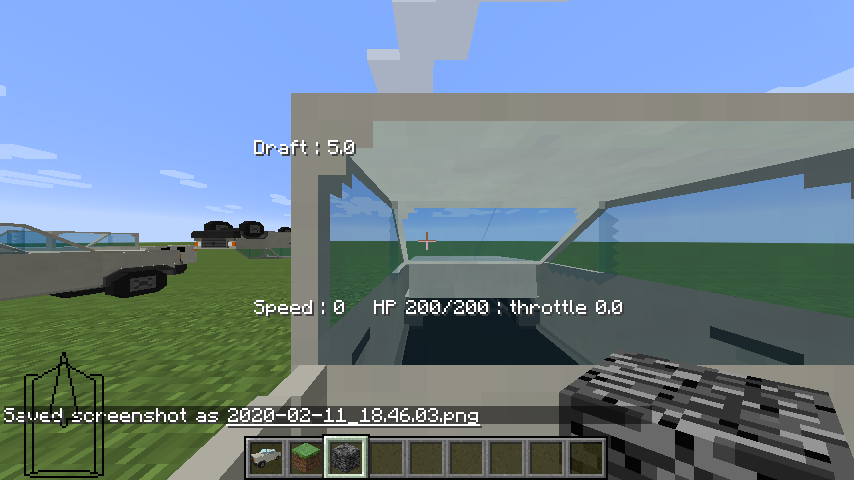 Draft : 5.0
Speed : 0 HP 200/200 : throttle 0.0
Saved screenshot as 2020-02-11_18.46.03.png